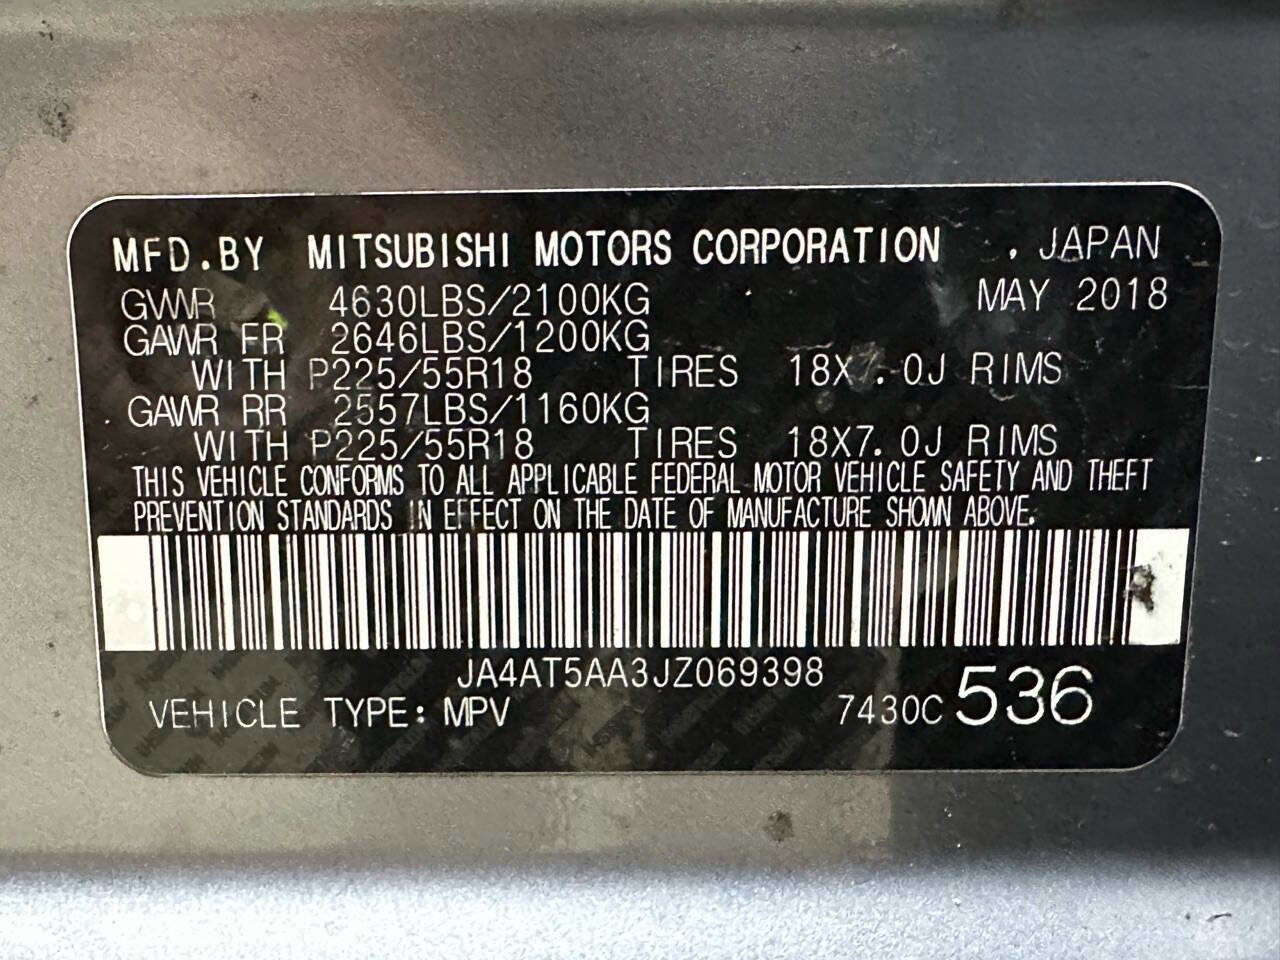 MFD.BY MITSUBISHI MOTORS CORPORATION , JAPAN
GVWR 4630LBS/2100KG MAY 2018
GAWR FR 2646LBS/1200KG
WITH P225/55R18 TIRES 18X7.0J RIMS
GAWR RR 2557LBS/1160KG
WITH P225/55R18 TIRES 18X7.0J RIMS
THIS VEHICLE CONFORMS TO ALL APPLICABLE FEDERAL MOTOR VEHICLE SAFETY AND THEFT
PREVENTION STANDARDS IN EFFECT ON THE DATE OF MANUFACTURE SHOWN ABOVE.
JA4AT5AA3JZ069398
VEHICLE TYPE: MPV 7430C 536